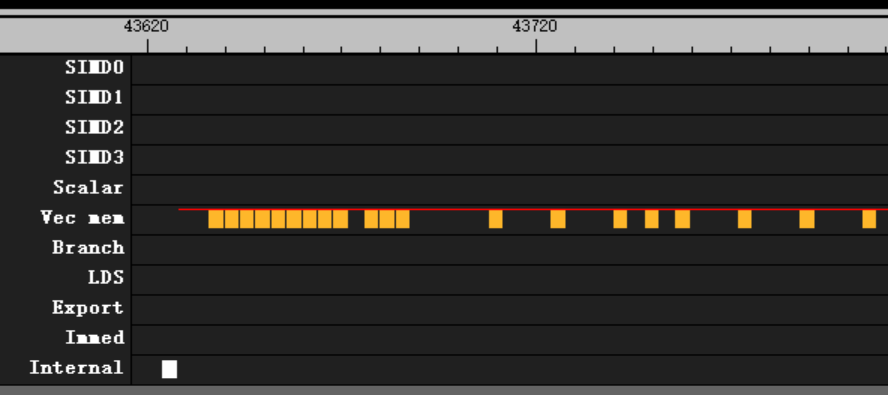 43620 43720
SIMD0
SIMD1
SIMD2
SIMD3
Scalar
Vec mem
Branch
LDS
Export
Immed
Internal